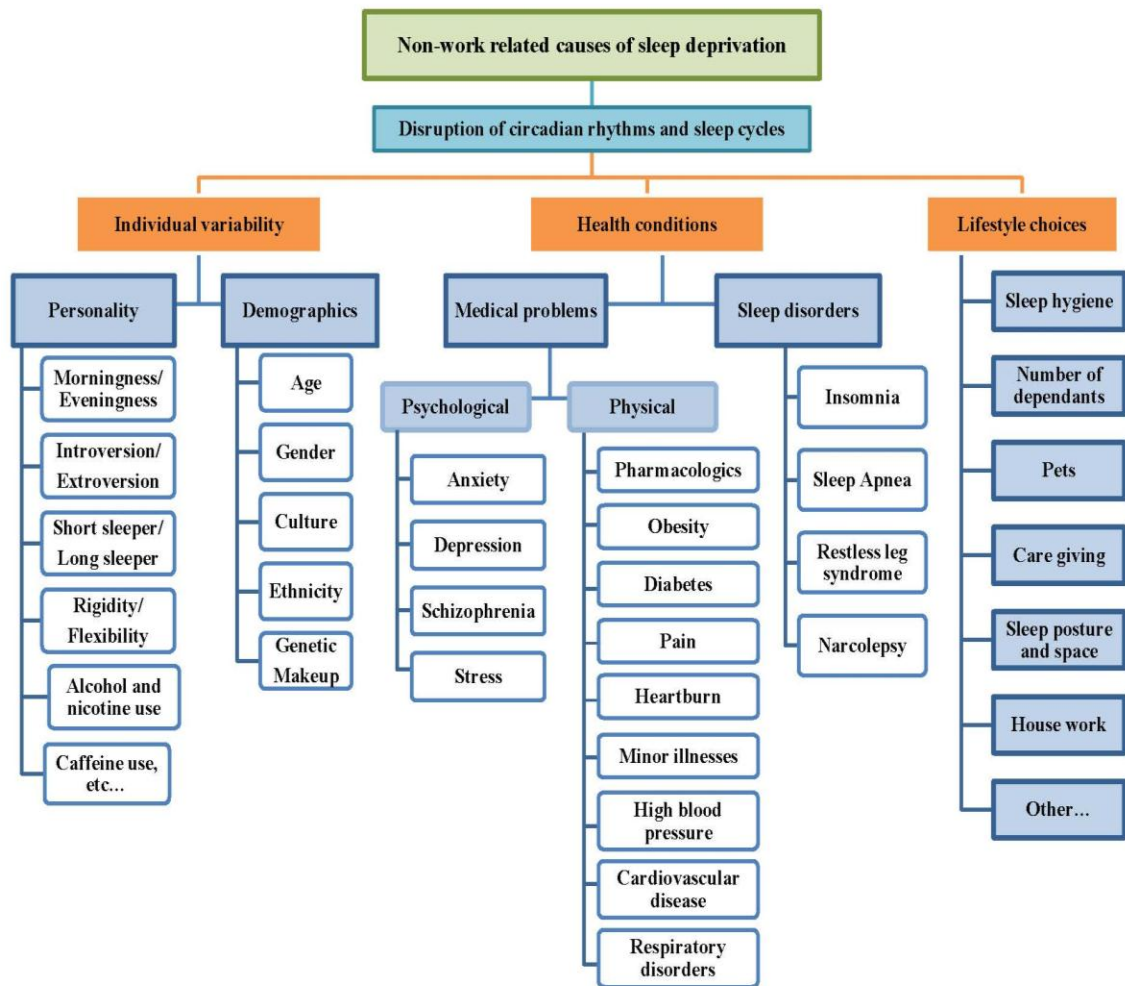 Non-work related causes of sleep deprivation
Disruption of circadian rhythms and sleep cycles
Individual variability
Health conditions
Lifestyle choices
Personality
Demographics
Morningness/
Eveningness
Introversion/
Extroversion
Short sleeper/
Long sleeper
Rigidity/
Flexibility
Alcohol and
nicotine use
Caffeine use,
etc...
Age
Gender
Culture
Ethnicity
Genetic
Makeup
Medical problems
Sleep disorders
Psychological
Physical
Anxiety
Depression
Schizophrenia
Stress
Pharmacologics
Obesity
Diabetes
Pain
Heartburn
Minor illnesses
High blood
pressure
Cardiovascular
disease
Respiratory
disorders
Insomnia
Sleep Apnea
Restless leg
syndrome
Narcolepsy
Sleep hygiene
Number of
dependants
Pets
Care giving
Sleep posture
and space
House work
Other...